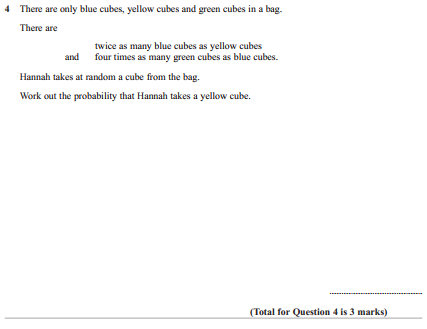 4 There are only blue cubes, yellow cubes and green cubes in a bag.
There are
twice as many blue cubes as yellow cubes
and four times as many green cubes as blue cubes.
Hannah takes at random a cube from the bag.
Work out the probability that Hannah takes a yellow cube.
(Total for Question 4 is 3 marks)